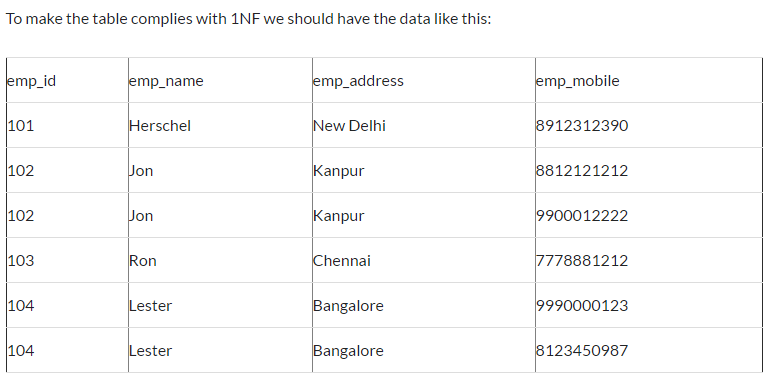 To make the table complies with 1NF we should have the data like this:
emp_id emp_name emp_address emp_mobile
101 Herschel New Delhi 8912312390
102 Jon Kanpur 8812121212
102 Jon Kanpur 9900012222
103 Ron Chennai 7778881212
104 Lester Bangalore 9990000123
104 Lester Bangalore 8123450987